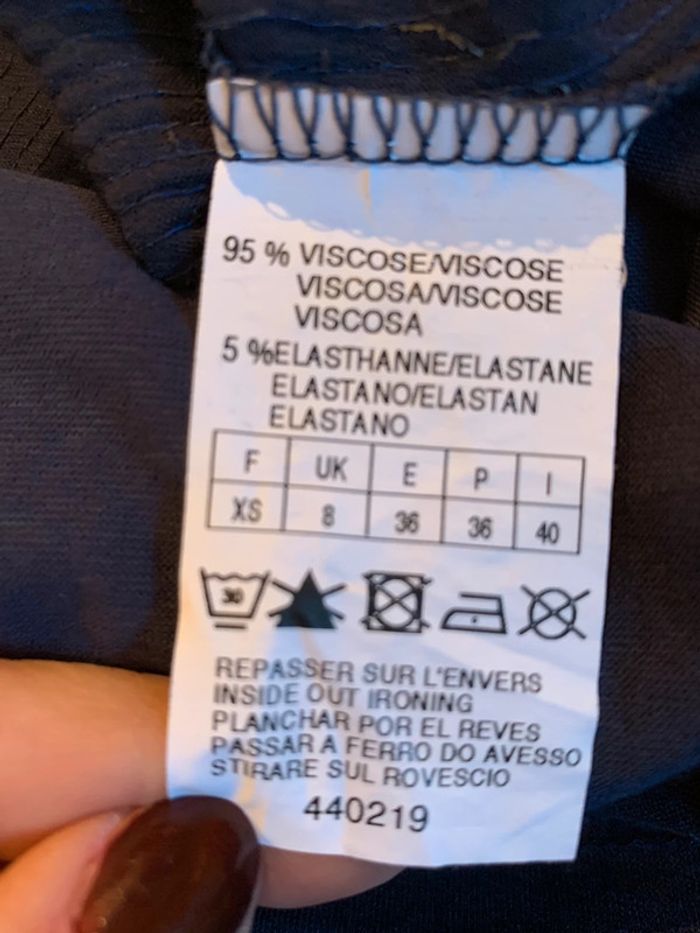 95 % VISCOSE/VISCOSE
VISCOSA/VISCOSE
VISCOSA
5 %ELASTHANNE/ELASTANE
ELASTANO/ELASTAN
ELASTANO
F UK E P I
XS 8 36 36 40
30
REPASSER SUR L'ENVERS
INSIDE OUT IRONING
PLANCHAR POR EL REVES
PASSAR A FERRO DO AVESSO
STIRARE SUL ROVESCIO
440219